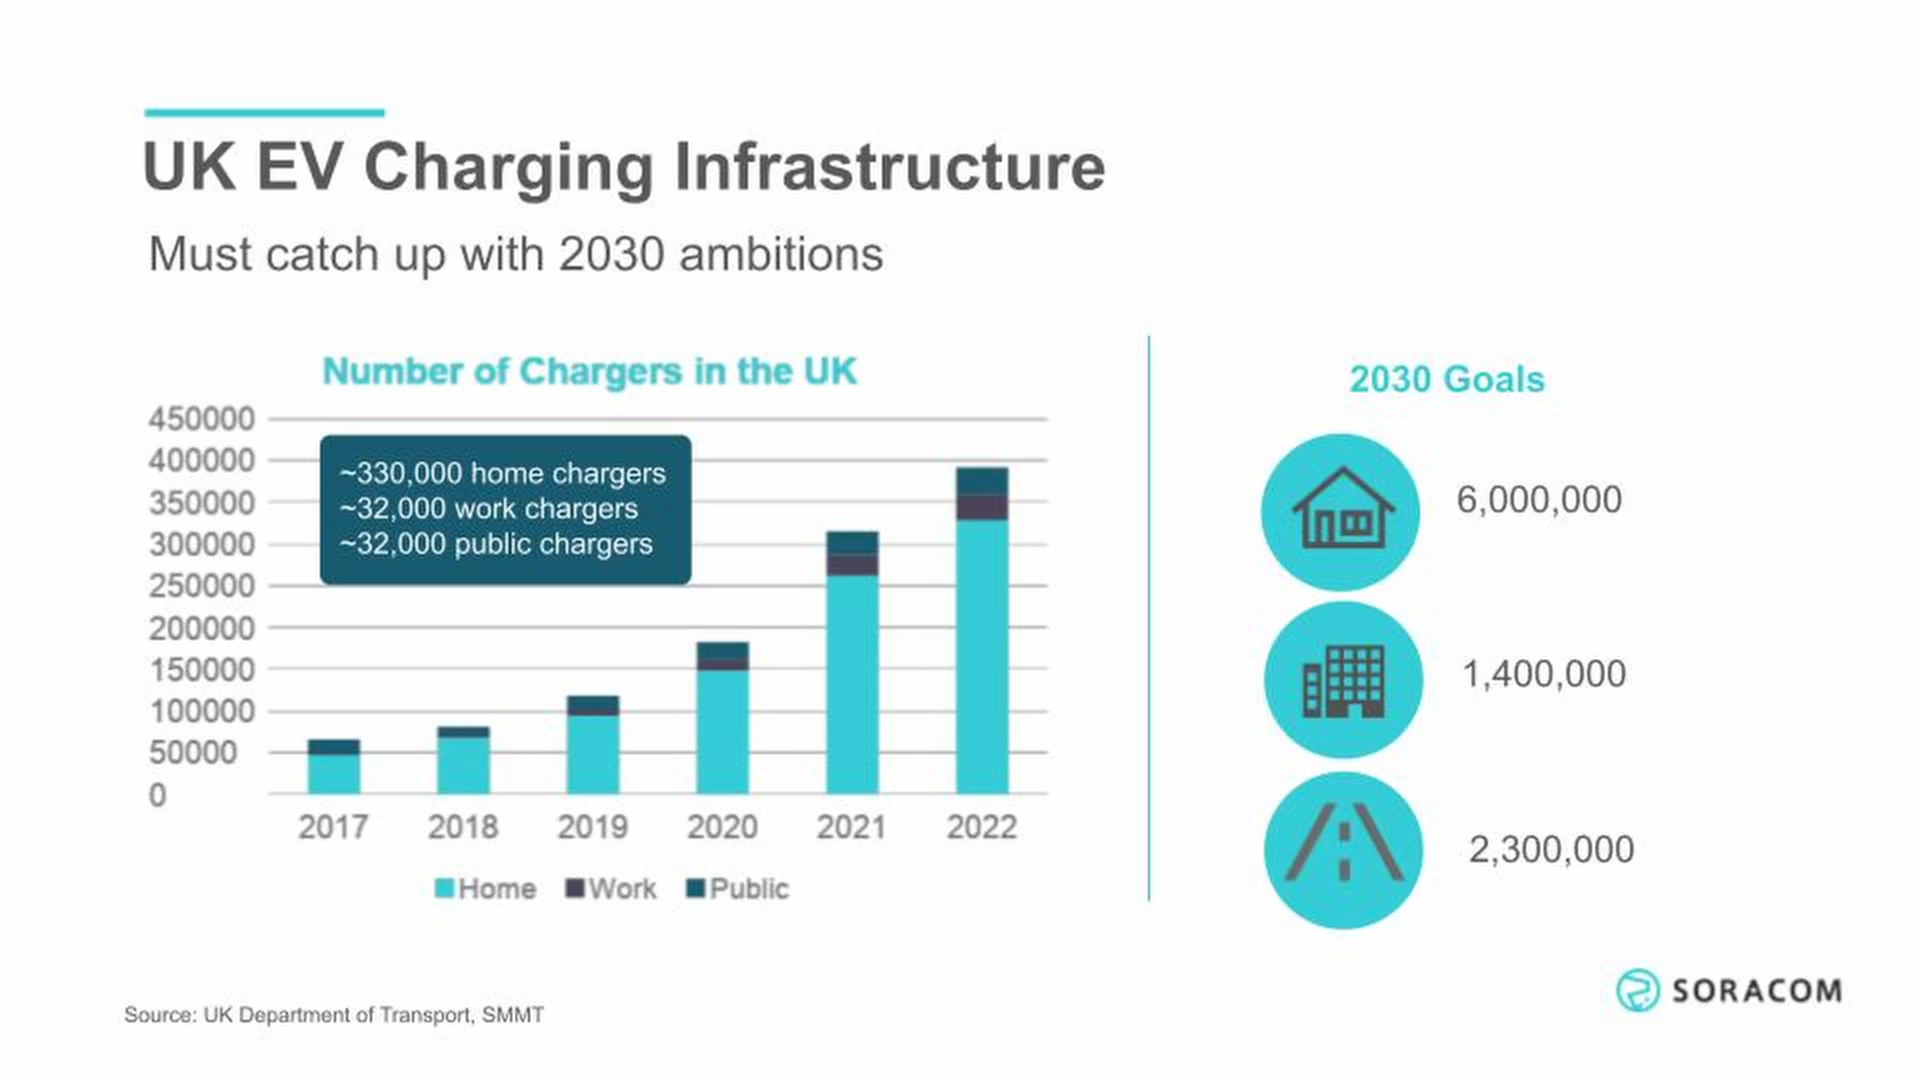 UK EV Charging Infrastructure
Must catch up with 2030 ambitions
Number of Chargers in the UK
450000
400000
350000
300000
250000
200000
150000
100000
50000
0
~330,000 home chargers
~32,000 work chargers
~32,000 public chargers
2017 2018 2019 2020 2021 2022
Home Work Public
2030 Goals
6,000,000
1,400,000
2,300,000
Source: UK Department of Transport, SMMT
SORACOM